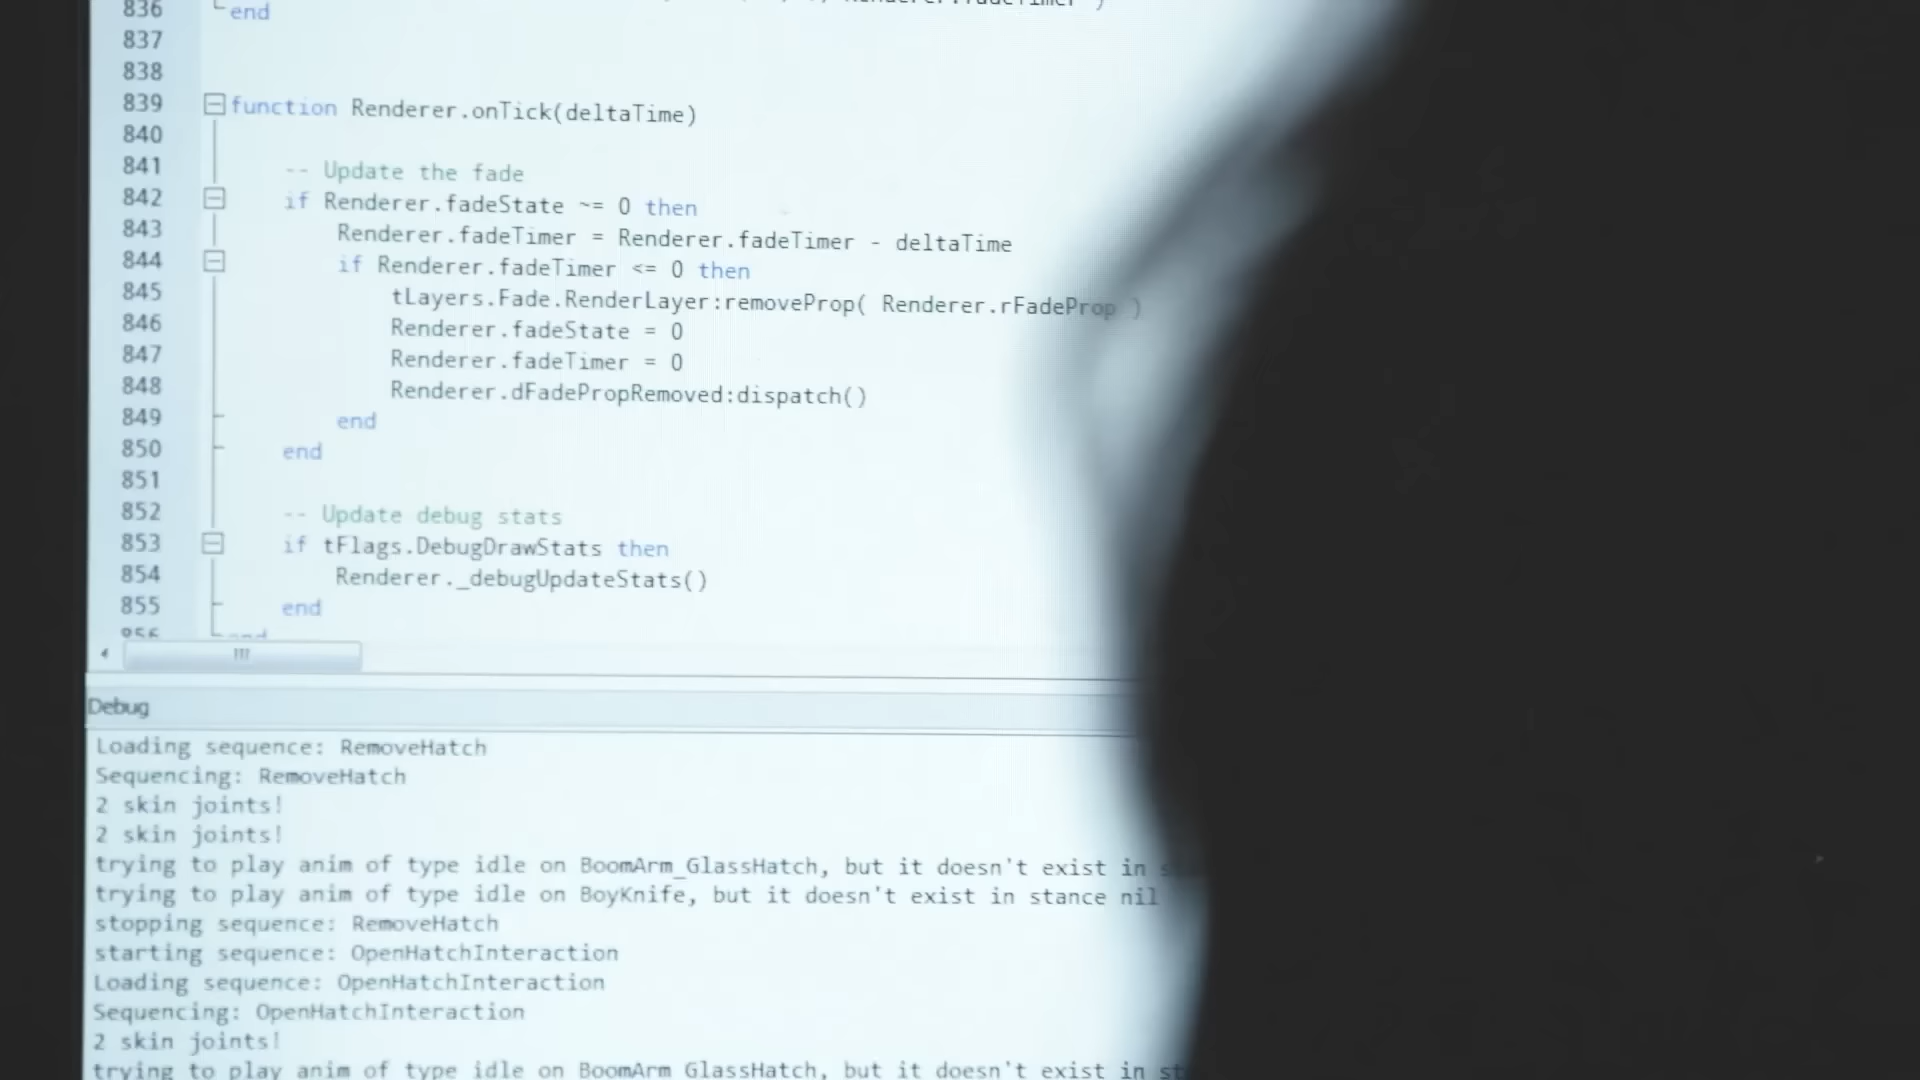 836 end
837
838
839 function Renderer.onTick(deltaTime)
840
841 -- Update the fade
842 if Renderer.fadeState ~= 0 then
843 Renderer.fadeTimer = Renderer.fadeTimer - deltaTime
844 if Renderer.fadeTimer <= 0 then
845 tLayers.Fade.RenderLayer:removeProp( Renderer.rFadeProp )
846 Renderer.fadeState = 0
847 Renderer.fadeTimer = 0
848 Renderer.dFadePropRemoved:dispatch()
849 end
850 end
851
852 -- Update debug stats
853 if tFlags.DebugDrawStats then
854 Renderer._debugUpdateStats()
855 end
Debug
Loading sequence: RemoveHatch
Sequencing: RemoveHatch
2 skin joints!
2 skin joints!
trying to play anim of type idle on BoomArm_GlassHatch, but it doesn't exist in
trying to play anim of type idle on BoyKnife, but it doesn't exist in stance nil
stopping sequence: RemoveHatch
starting sequence: OpenHatchInteraction
Loading sequence: OpenHatchInteraction
Sequencing: OpenHatchInteraction
2 skin joints!
trying to play anim of type idle on BoomArm_GlassHatch, but it doesn't exist in